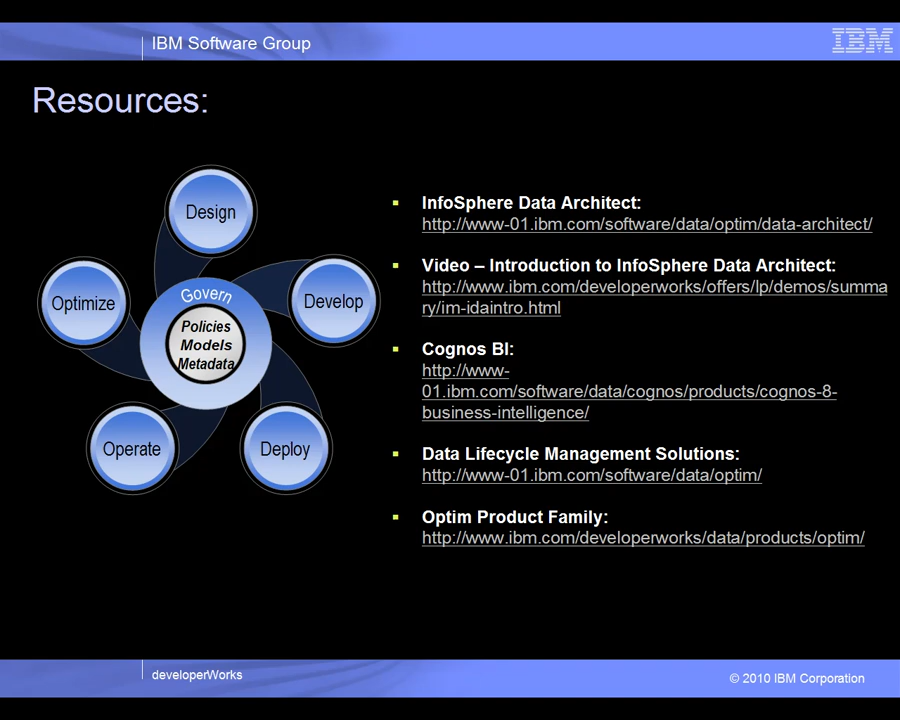 IBM Software Group
IBM
Resources:
Design
Develop
Deploy
Operate
Optimize
Govern
Policies
Models
Metadata
InfoSphere Data Architect:
http://www-01.ibm.com/software/data/optim/data-architect/
Video – Introduction to InfoSphere Data Architect:
http://www.ibm.com/developerworks/offers/lp/demos/summa
ry/im-idaintro.html
Cognos BI:
http://www-
01.ibm.com/software/data/cognos/products/cognos-8-
business-intelligence/
Data Lifecycle Management Solutions:
http://www-01.ibm.com/software/data/optim/
Optim Product Family:
http://www.ibm.com/developerworks/data/products/optim/
developerWorks
© 2010 IBM Corporation